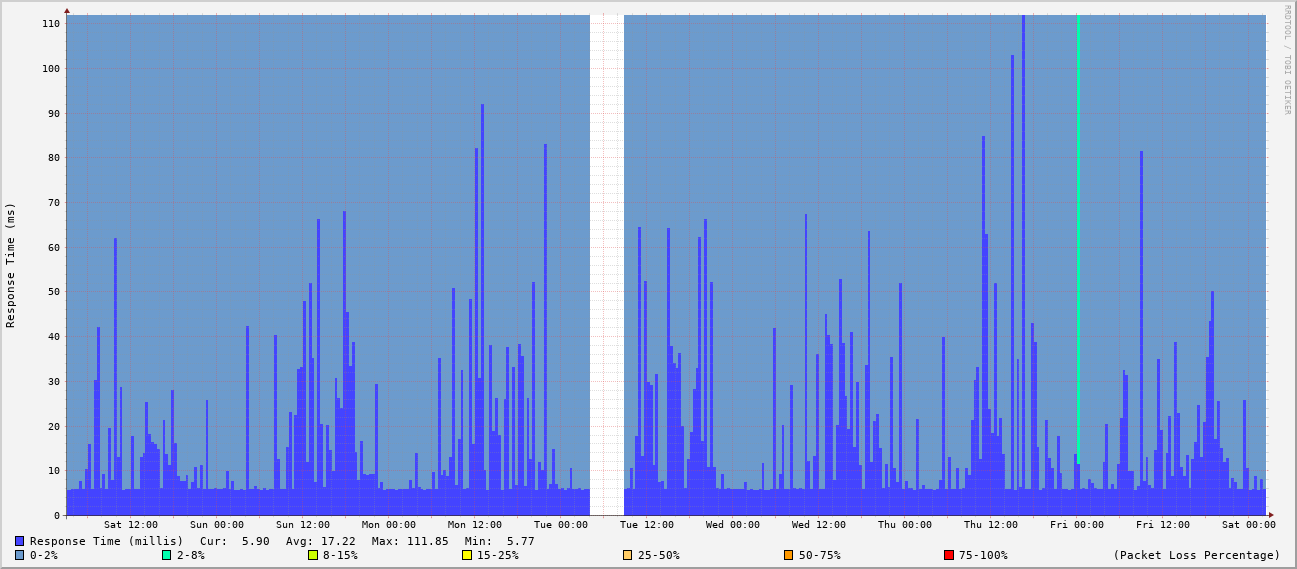 RRDTOOL / TOBI OETIKER
Response Time (ms)
110
100
90
80
70
60
50
40
30
20
10
0
Sat 12:00 Sun 00:00 Sun 12:00 Mon 00:00 Mon 12:00 Tue 00:00 Tue 12:00 Wed 00:00 Wed 12:00 Thu 00:00 Thu 12:00 Fri 00:00 Fri 12:00 Sat 00:00
Response Time (millis) Cur: 5.90 Avg: 17.22 Max: 111.85 Min: 5.77
0-2% 2-8% 8-15% 15-25% 25-50% 50-75% 75-100% (Packet Loss Percentage)